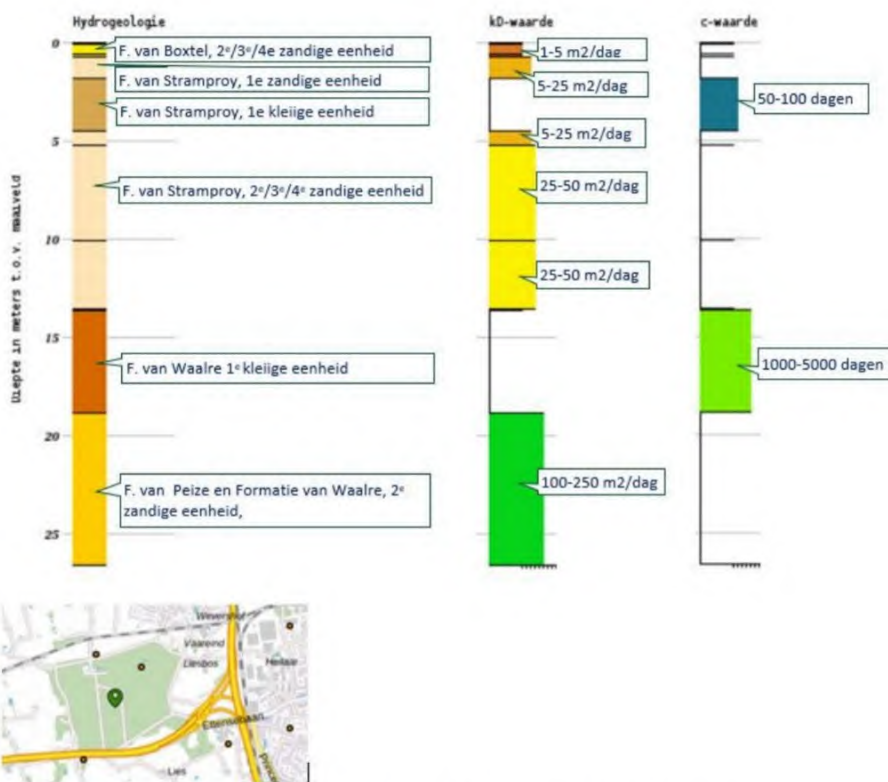 Hydrogeologie
kD-waarde
c-waarde
Diepte in meters t.o.v. maaiveld
0
5
10
15
20
25
F. van Boxtel, 2ᵉ/3ᵉ/4e zandige eenheid
F. van Stramproy, 1e zandige eenheid
F. van Stramproy, 1e kleiige eenheid
F. van Stramproy, 2ᵉ/3ᵉ/4ᵉ zandige eenheid
F. van Waalre 1ᵉ kleiige eenheid
F. van Peize en Formatie van Waalre, 2ᵉ
zandige eenheid,
1-5 m2/dag
5-25 m2/dag
5-25 m2/dag
25-50 m2/dag
25-50 m2/dag
100-250 m2/dag
50-100 dagen
1000-5000 dagen
Vaareind
Liesbos
Heilaar
Ettensebaan
Lies